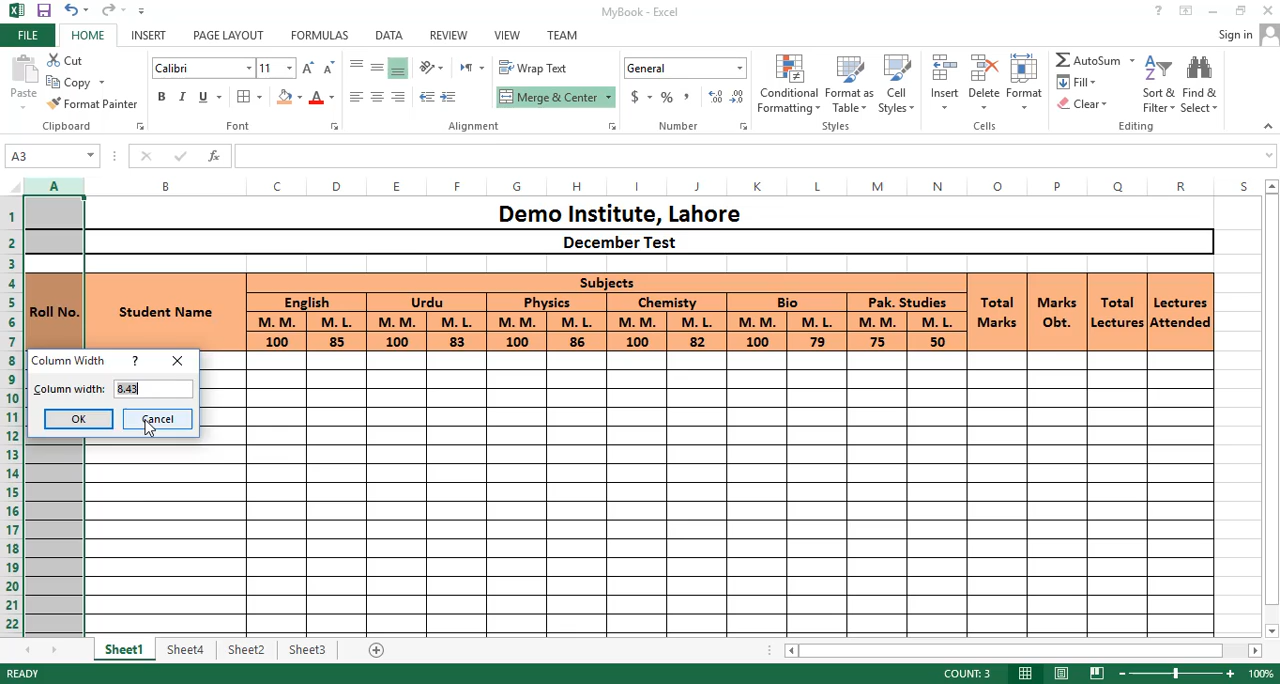 MyBook - Excel
FILE HOME INSERT PAGE LAYOUT FORMULAS DATA REVIEW VIEW TEAM Sign in
Paste Cut Copy Format Painter
Clipboard
Calibri 11
B I U A
Font
Wrap Text
Merge & Center
Alignment
General
$ % ,
Number
Conditional Formatting
Format as Table
Cell Styles
Styles
Insert Delete Format
Cells
AutoSum
Fill
Clear
Sort & Filter
Find & Select
Editing
A3 fx
A B C D E F G H I J K L M N O P Q R S
1 Demo Institute, Lahore
2 December Test
3
4 Subjects
Roll No. Student Name
5 English Urdu Physics Chemisty Bio Pak. Studies
Total Marks
Marks Obt.
Total Lectures
Lectures Attended
6 M. M. M. L. M. M. M. L. M. M. M. L. M. M. M. L. M. M. M. L. M. M. M. L.
7 100 85 100 83 100 86 100 82 100 79 75 50
8
Column Width ?
Column width: 8.43
OK Cancel
9
10
11
12
13
14
15
16
17
18
19
20
21
22
Sheet1 Sheet4 Sheet2 Sheet3
READY COUNT: 3 100%